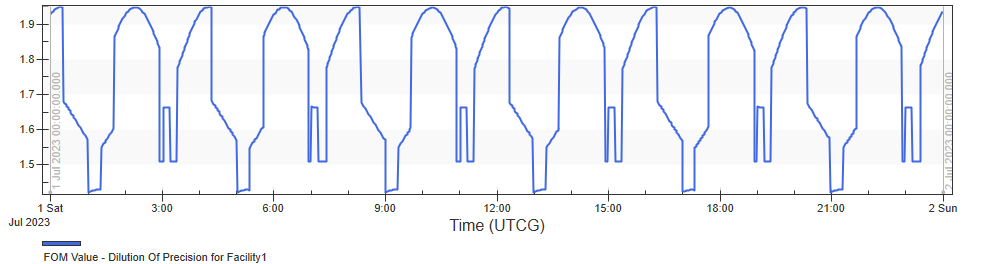 1.9
1.8
1.7
1.6
1.5
1 Jul 2023 00:00:00.000
2 Jul 2023 00:00:00.000
1 Sat
3:00
6:00
9:00
12:00
15:00
18:00
21:00
2 Sun
Jul 2023
Time (UTCG)
FOM Value - Dilution Of Precision for Facility1